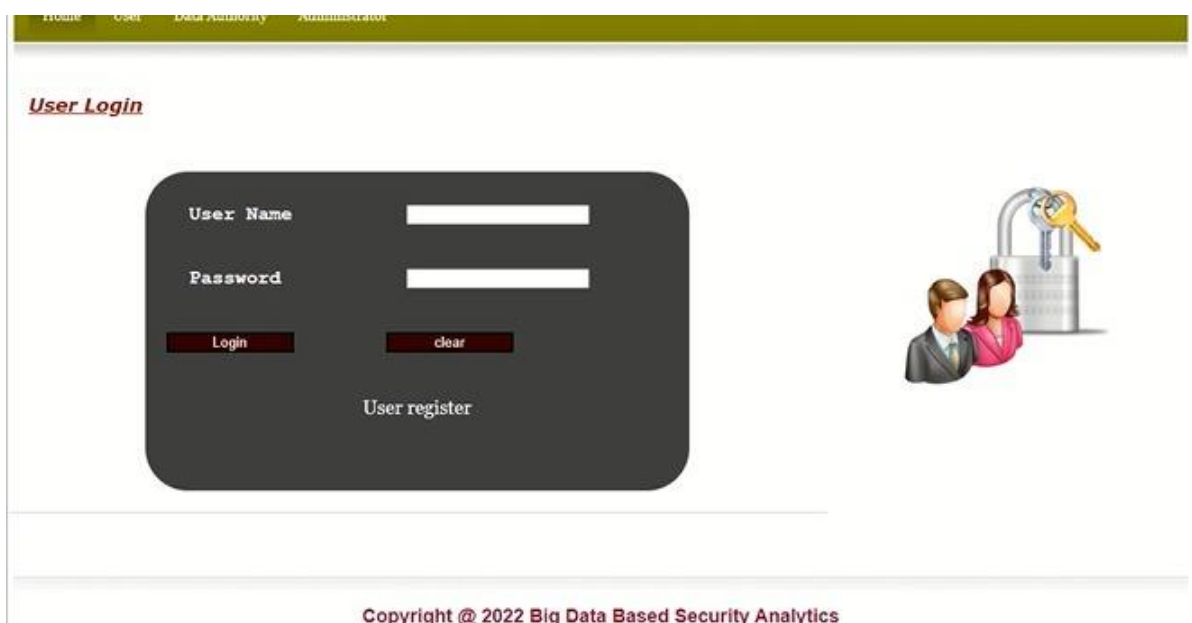 Home User Data Authority Administrator
User Login
User Name
Password
Login clear
User register
Copyright @ 2022 Big Data Based Security Analytics